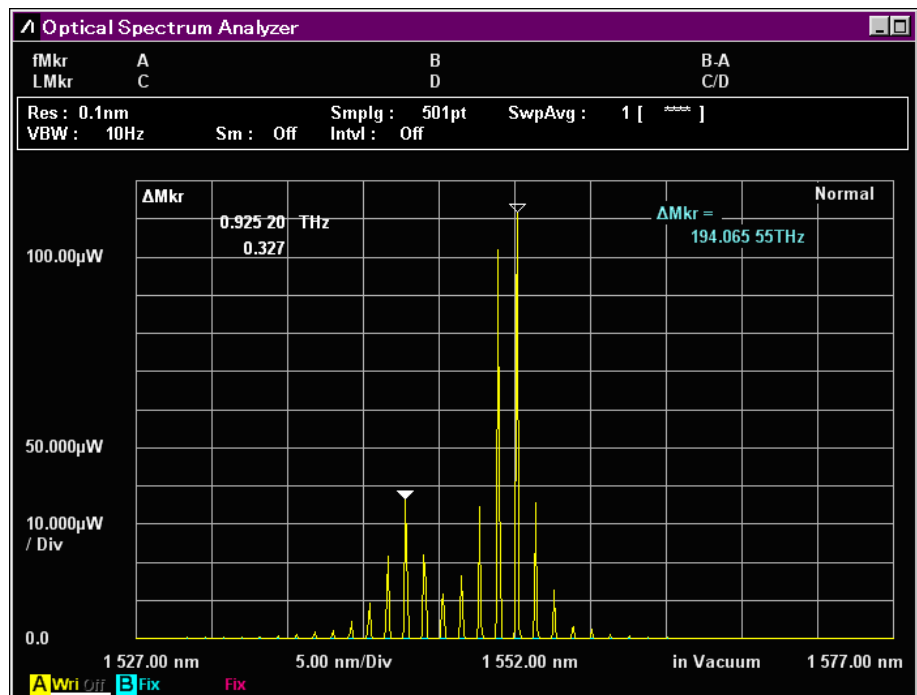 Optical Spectrum Analyzer
fMkr A B B-A
LMkr C D C/D
Res : 0.1nm Smplg : 501pt SwpAvg : 1 [ **** ]
VBW : 10Hz Sm : Off Intvl : Off
ΔMkr Normal
0.925 20 THz ΔMkr =
0.327 194.065 55THz
100.00µW
50.000µW
10.000µW
/ Div
0.0
1 527.00 nm 5.00 nm/Div 1 552.00 nm in Vacuum 1 577.00 nm
A Wri Off B Fix Fix